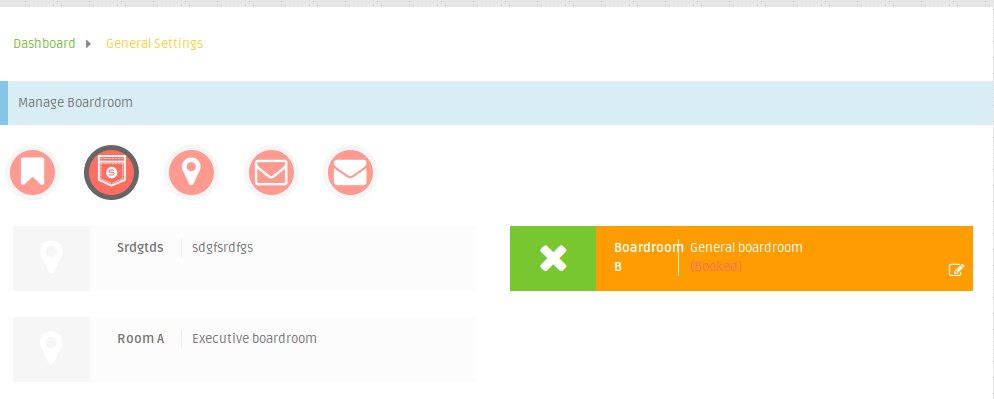 Dashboard General Settings
Manage Boardroom
Srdgtds sdgfsrdfgs
Boardroom B General boardroom
(Booked)
Room A Executive boardroom